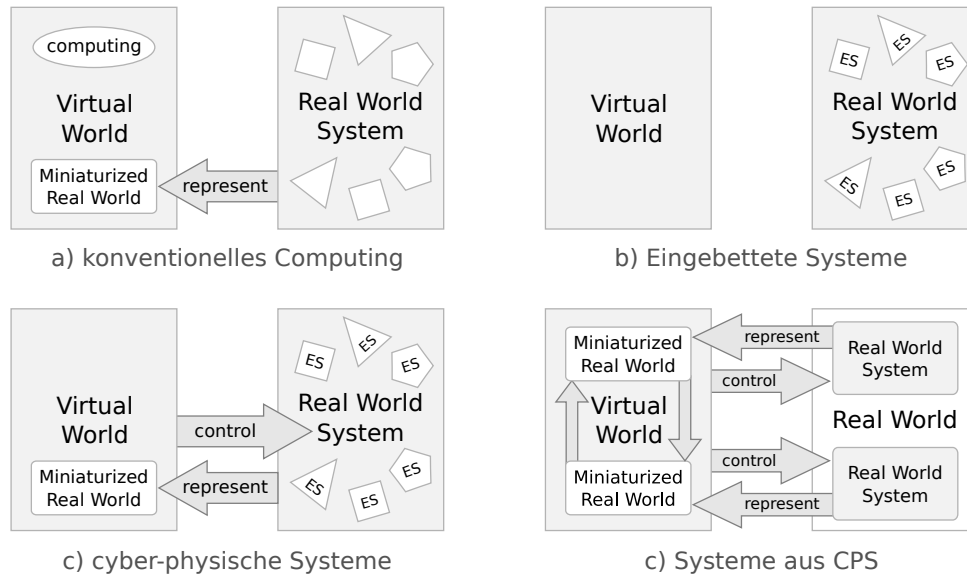 computing
Virtual
World
Miniaturized
Real World
represent
Real World
System
a) konventionelles Computing
Virtual
World
ES
ES
ES
Real World
System
ES
ES
ES
b) Eingebettete Systeme
Virtual
World
Miniaturized
Real World
control
represent
ES
ES
ES
Real World
System
ES
ES
ES
c) cyber-physische Systeme
Miniaturized
Real World
Virtual
World
Miniaturized
Real World
represent
control
control
represent
Real World
System
Real World
Real World
System
c) Systeme aus CPS